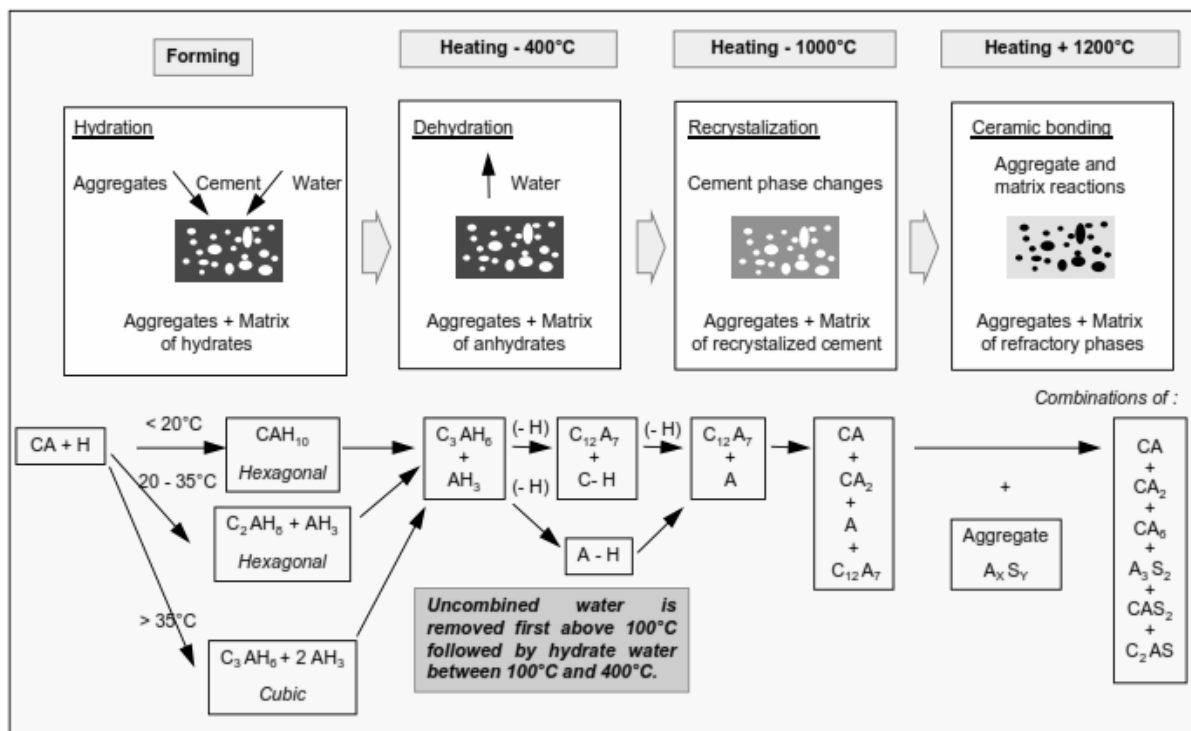 Forming
Heating - 400°C
Heating - 1000°C
Heating + 1200°C
Hydration
Aggregates Cement Water
Aggregates + Matrix
of hydrates
Dehydration
Water
Aggregates + Matrix
of anhydrates
Recrystalization
Cement phase changes
Aggregates + Matrix
of recrystalized cement
Ceramic bonding
Aggregate and
matrix reactions
Aggregates + Matrix
of refractory phases
Combinations of :
CA + H
< 20°C
20 - 35°C
> 35°C
CAH₁₀
Hexagonal
C₂AH₆ + AH₃
Hexagonal
C₃AH₆ + 2 AH₃
Cubic
C₃AH₆
+
AH₃
(- H)
(- H)
C₁₂A₇
+
C- H
(- H)
A - H
C₁₂A₇
+
A
CA
+
CA₂
+
A
+
C₁₂A₇
+
Aggregate
AₓSᵧ
CA
+
CA₂
+
CA₆
+
A₃S₂
+
CAS₂
+
C₂AS
Uncombined water is
removed first above 100°C
followed by hydrate water
between 100°C and 400°C.